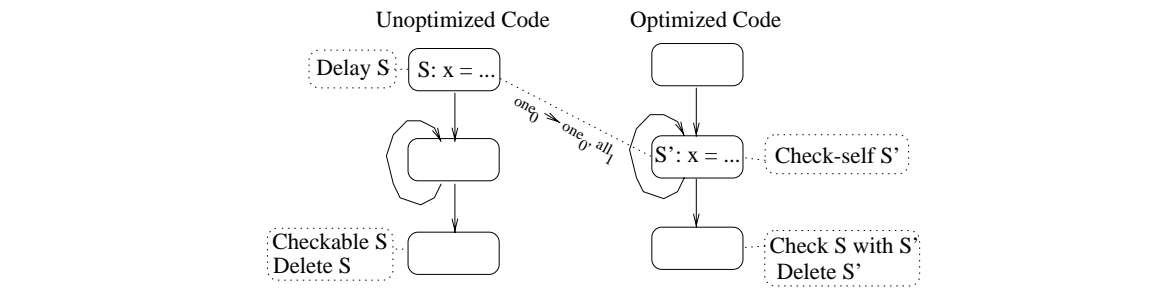 Unoptimized Code
Optimized Code
Delay S
S: x = ...
one0 → one0, all1
S’: x = ...
Check-self S’
Checkable S
Delete S
Check S with S’
Delete S’